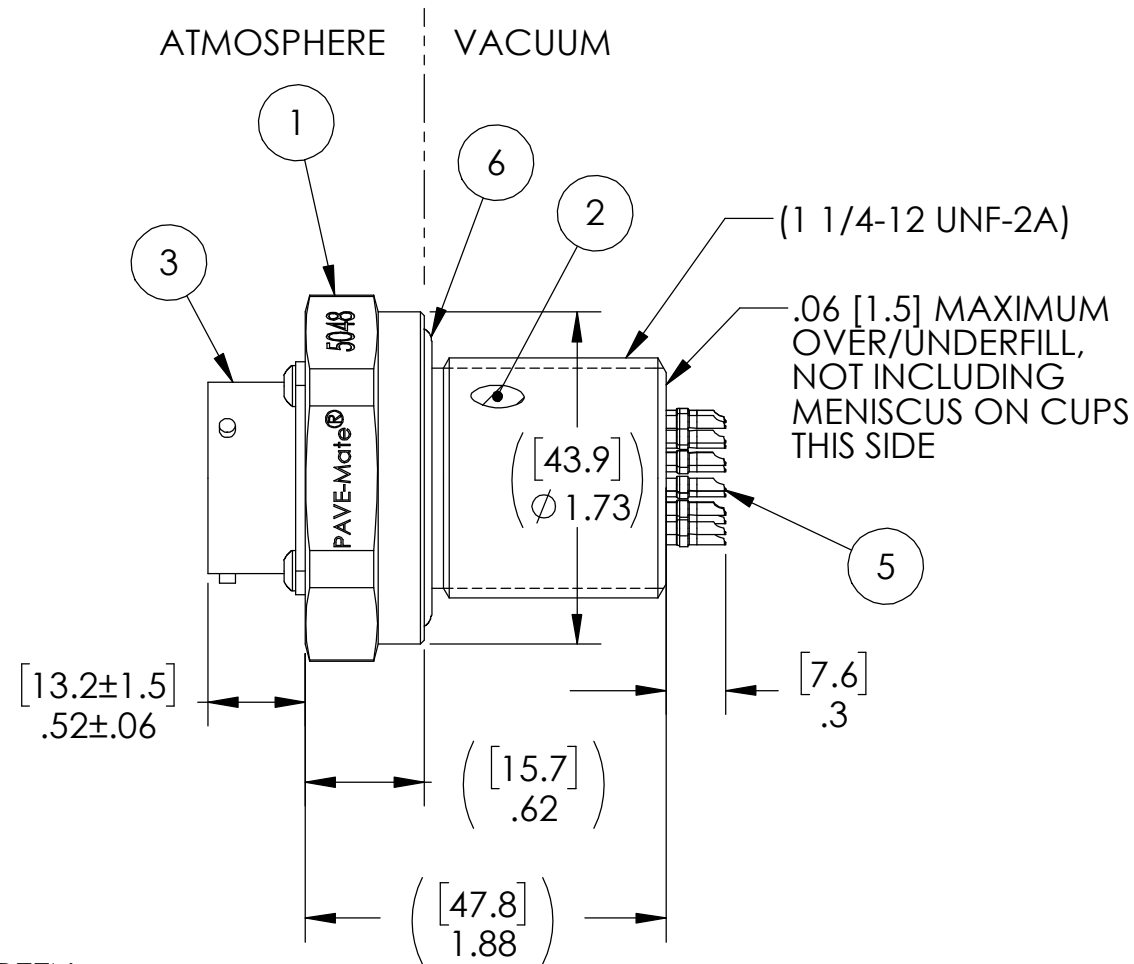 ATMOSPHERE
VACUUM
1
6
2
3
(1 1/4-12 UNF-2A)
.06 [1.5] MAXIMUM
OVER/UNDERFILL,
NOT INCLUDING
MENISCUS ON CUPS
THIS SIDE
5048
PAVE-Mate®
([43.9]
∅ 1.73)
5
[13.2±1.5]
.52±.06
[7.6]
.3
([15.7]
.62)
([47.8]
1.88)